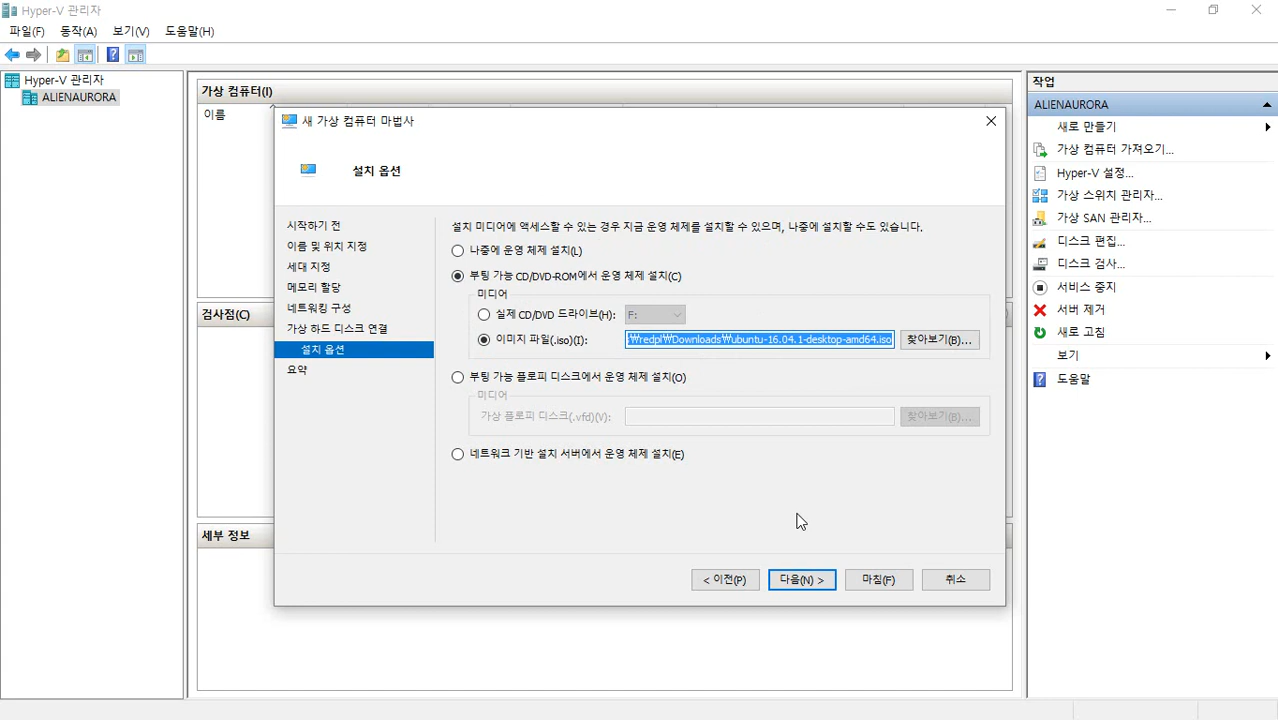 Hyper-V 관리자
파일(F) 동작(A) 보기(V) 도움말(H)
Hyper-V 관리자
ALIENAURORA
가상 컴퓨터(I)
이름
새 가상 컴퓨터 마법사
설치 옵션
시작하기 전
이름 및 위치 지정
세대 지정
메모리 할당
네트워킹 구성
가상 하드 디스크 연결
설치 옵션
요약
설치 미디어에 액세스할 수 있는 경우 지금 운영 체제를 설치할 수 있으며, 나중에 설치할 수도 있습니다.
나중에 운영 체제 설치(L)
부팅 가능 CD/DVD-ROM에서 운영 체제 설치(C)
미디어
실제 CD/DVD 드라이브(H): F:
이미지 파일(.iso)(I): ₩redpl₩Downloads₩ubuntu-16.04.1-desktop-amd64.iso 찾아보기(B)...
부팅 가능 플로피 디스크에서 운영 체제 설치(O)
미디어
가상 플로피 디스크(.vfd)(V): 찾아보기(B)...
네트워크 기반 설치 서버에서 운영 체제 설치(E)
< 이전(P) 다음(N) > 마침(F) 취소
검사점(C)
세부 정보
작업
ALIENAURORA
새로 만들기
가상 컴퓨터 가져오기...
Hyper-V 설정...
가상 스위치 관리자...
가상 SAN 관리자...
디스크 편집...
디스크 검사...
서비스 중지
서버 제거
새로 고침
보기
도움말